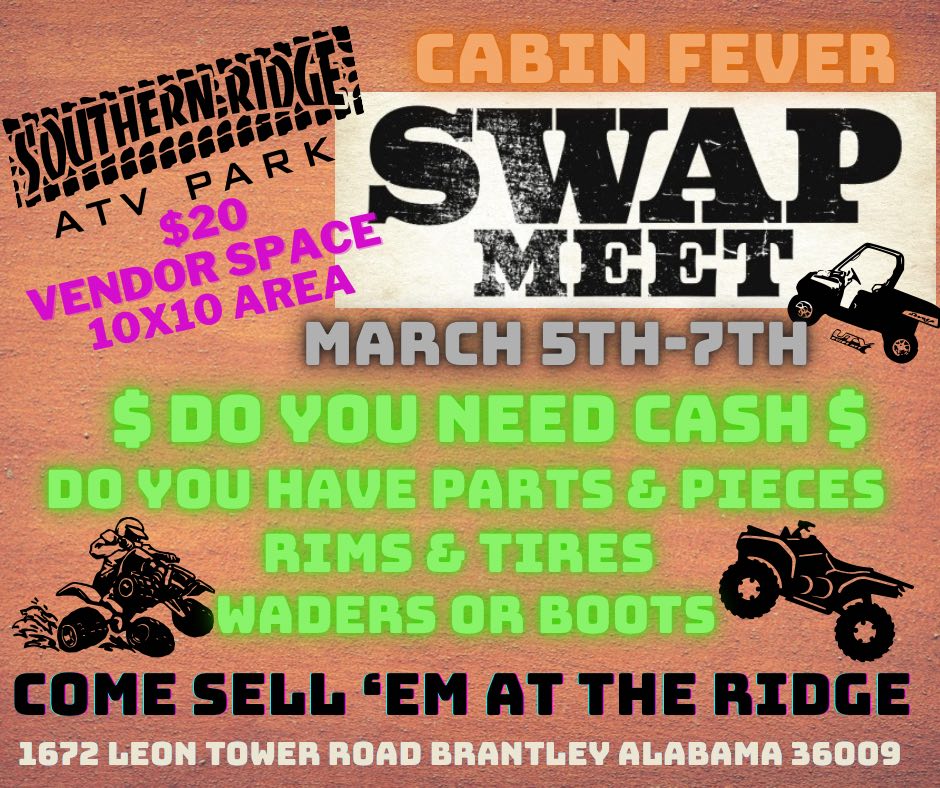 SOUTHERN RIDGE
ATV PARK
CABIN FEVER
SWAP
MEET
$20
VENDOR SPACE
10X10 AREA
MARCH 5TH-7TH
$ DO YOU NEED CASH $
DO YOU HAVE PARTS & PIECES
RIMS & TIRES
WADERS OR BOOTS
COME SELL ‘EM AT THE RIDGE
1672 LEON TOWER ROAD BRANTLEY ALABAMA 36009